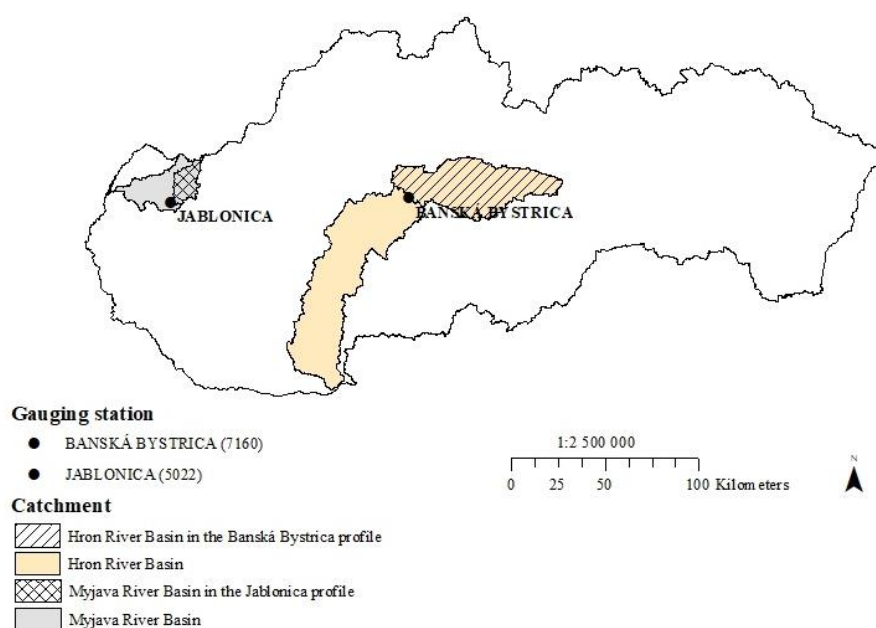 JABLONICA
BANSKÁ BYSTRICA
Gauging station
BANSKÁ BYSTRICA (7160)
JABLONICA (5022)
1:2 500 000
0 25 50 100 Kilometers
N
Catchment
Hron River Basin in the Banská Bystrica profile
Hron River Basin
Myjava River Basin in the Jablonica profile
Myjava River Basin